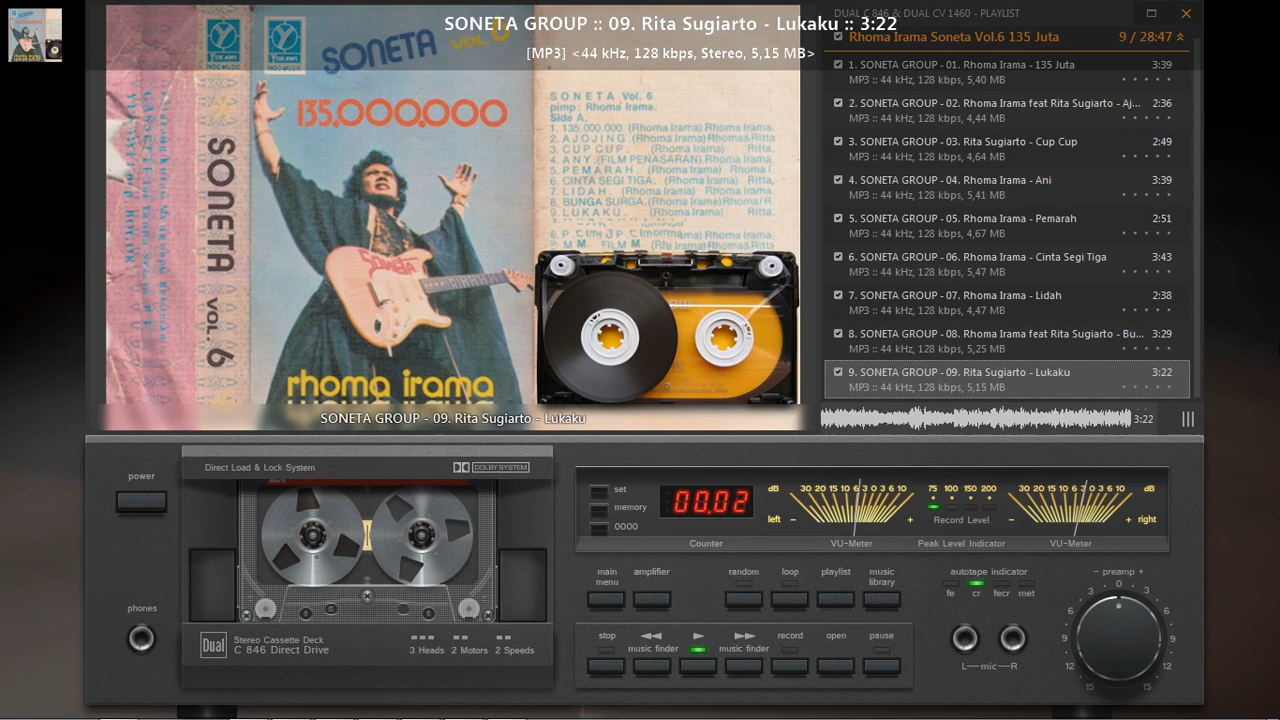 SONETA GROUP :: 09. Rita Sugiarto - Lukaku :: 3:22
[MP3] <44 kHz, 128 kbps, Stereo, 5,15 MB>
SONETA
VOL. 6
135.000.000
SONETA VOL. 6
rhoma irama
SONETA Vol. 6
pimp: Rhoma Irama.
Side A.
1. 135.000.000. (Rhoma Irama) Rhoma Irama.
2. AJOJING. (Rhoma Irama) Rhoma&Ritta
3. CUP CUP. (Rhoma Irama) Ritta.
4. ANY.(FILM PENASARAN) Rhoma Irama.
5. PEMARAH. (Rhoma Irama) Rhoma I.
6. CINTA SEGI TIGA. (Rhoma Irama) Ritta,
7. LIDAH. (Rhoma Irama) Rhoma Irama.
8. BUNGA SURGA.(Rhoma Irama) Rhoma/R.
9. LUKAKU. (Rhoma Irama) Ritta.
SONETA GROUP - 09. Rita Sugiarto - Lukaku
DUAL C 846 & DUAL CV 1460 - PLAYLIST
Rhoma Irama Soneta Vol.6 135 Juta 9 / 28:47
1. SONETA GROUP - 01. Rhoma Irama - 135 Juta 3:39
MP3 :: 44 kHz, 128 kbps, 5,40 MB
2. SONETA GROUP - 02. Rhoma Irama feat Rita Sugiarto - Aj... 2:36
MP3 :: 44 kHz, 128 kbps, 4,44 MB
3. SONETA GROUP - 03. Rita Sugiarto - Cup Cup 2:49
MP3 :: 44 kHz, 128 kbps, 4,64 MB
4. SONETA GROUP - 04. Rhoma Irama - Ani 3:39
MP3 :: 44 kHz, 128 kbps, 5,41 MB
5. SONETA GROUP - 05. Rhoma Irama - Pemarah 2:51
MP3 :: 44 kHz, 128 kbps, 4,67 MB
6. SONETA GROUP - 06. Rhoma Irama - Cinta Segi Tiga 3:43
MP3 :: 44 kHz, 128 kbps, 5,47 MB
7. SONETA GROUP - 07. Rhoma Irama - Lidah 2:38
MP3 :: 44 kHz, 128 kbps, 4,47 MB
8. SONETA GROUP - 08. Rhoma Irama feat Rita Sugiarto - Bu... 3:29
MP3 :: 44 kHz, 128 kbps, 5,25 MB
9. SONETA GROUP - 09. Rita Sugiarto - Lukaku 3:22
MP3 :: 44 kHz, 128 kbps, 5,15 MB
3:22
power
phones
Direct Load & Lock System
DOLBY SYSTEM
Dual
Stereo Cassette Deck
C 846 Direct Drive
3 Heads 2 Motors 2 Speeds
set
memory
0000
00.02
Counter
dB 30 20 15 10 6 3 0 3 6 10
left - +
VU-Meter
75 100 150 200
Record Level
Peak Level Indicator
30 20 15 10 6 3 0 3 6 10 dB
- + right
VU-Meter
main menu amplifier random loop playlist music library
stop ◀◀ ▶ ▶▶ record open pause
music finder music finder
autotape indicator
fe cr fecr met
L—mic—R
- preamp +
0
3 3
6 6
9 9
12 12
15 15